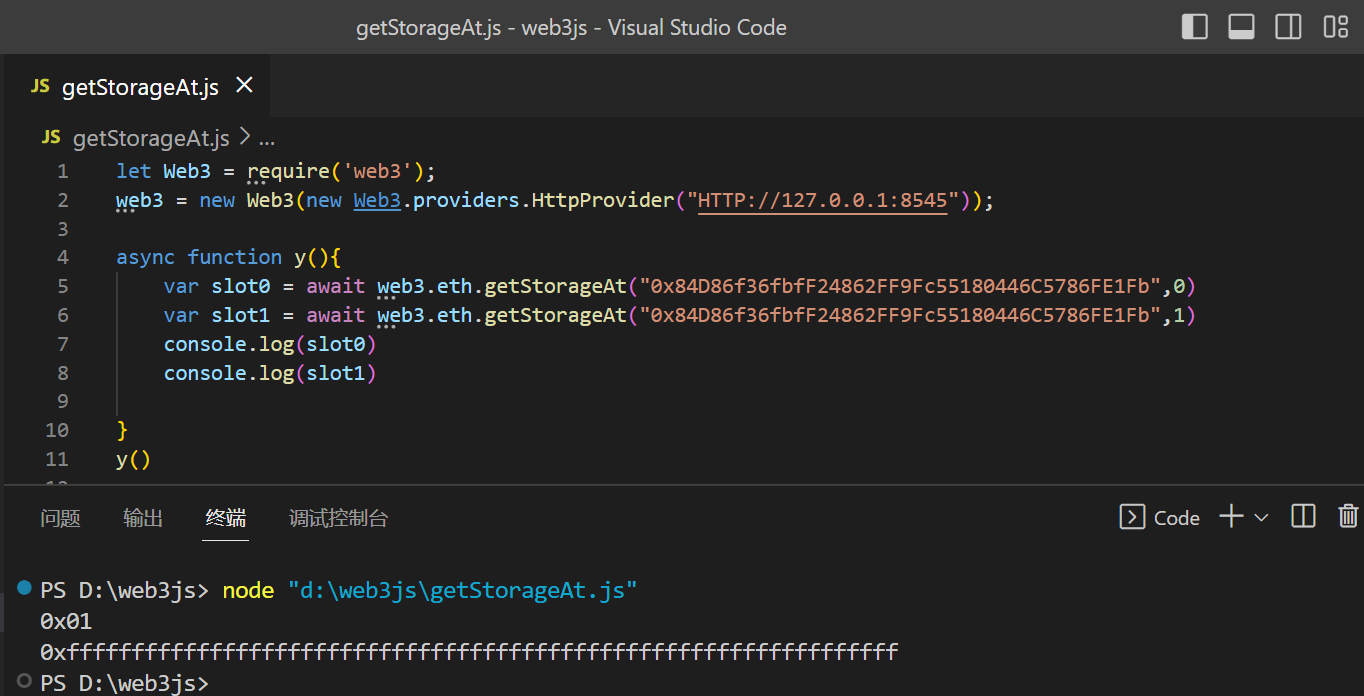 getStorageAt.js - web3js - Visual Studio Code
JS getStorageAt.js
JS getStorageAt.js > ...
1 let Web3 = require('web3');
2 web3 = new Web3(new Web3.providers.HttpProvider("HTTP://127.0.0.1:8545"));
3
4 async function y(){
5 var slot0 = await web3.eth.getStorageAt("0x84D86f36fbfF24862FF9Fc55180446C5786FE1Fb",0)
6 var slot1 = await web3.eth.getStorageAt("0x84D86f36fbfF24862FF9Fc55180446C5786FE1Fb",1)
7 console.log(slot0)
8 console.log(slot1)
9
10 }
11 y()
问题 输出 终端 调试控制台 Code
PS D:\web3js> node "d:\web3js\getStorageAt.js"
0x01
0xffffffffffffffffffffffffffffffffffffffffffffffffffffffffffffffff
PS D:\web3js>